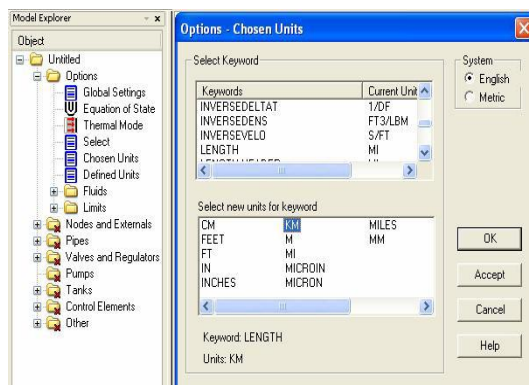 Model Explorer
Object
Untitled
Options
Global Settings
Equation of State
Thermal Mode
Select
Chosen Units
Defined Units
Fluids
Limits
Nodes and Externals
Pipes
Valves and Regulators
Pumps
Tanks
Control Elements
Other
Options - Chosen Units
Select Keyword
Keywords Current Unit
INVERSEDELTAT 1/DF
INVERSEDENS FT3/LBM
INVERSEVELO S/FT
LENGTH MI
System
English
Metric
Select new units for keyword
CM KM MILES
FEET M MM
FT MI
IN MICROIN
INCHES MICRON
Keyword: LENGTH
Units: KM
OK
Accept
Cancel
Help